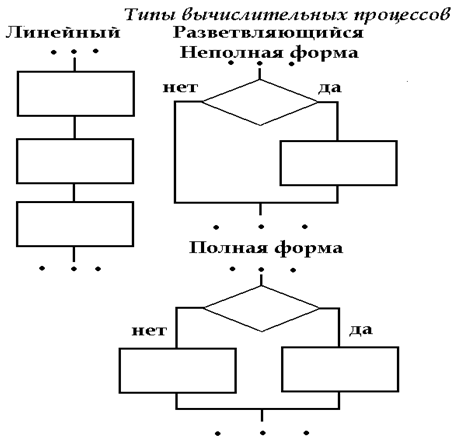 Типы вычислительных процессов
Линейный
Разветвляющийся
Неполная форма
нет
да
Полная форма
нет
да